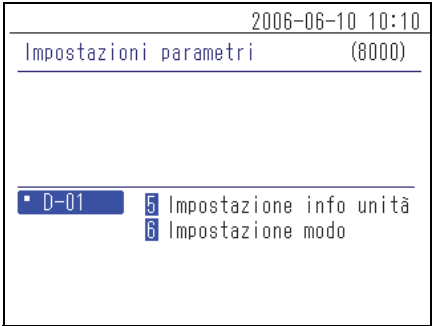 2006-06-10 10:10
Impostazioni parametri (8000)
D-01 5 Impostazione info unità
6 Impostazione modo